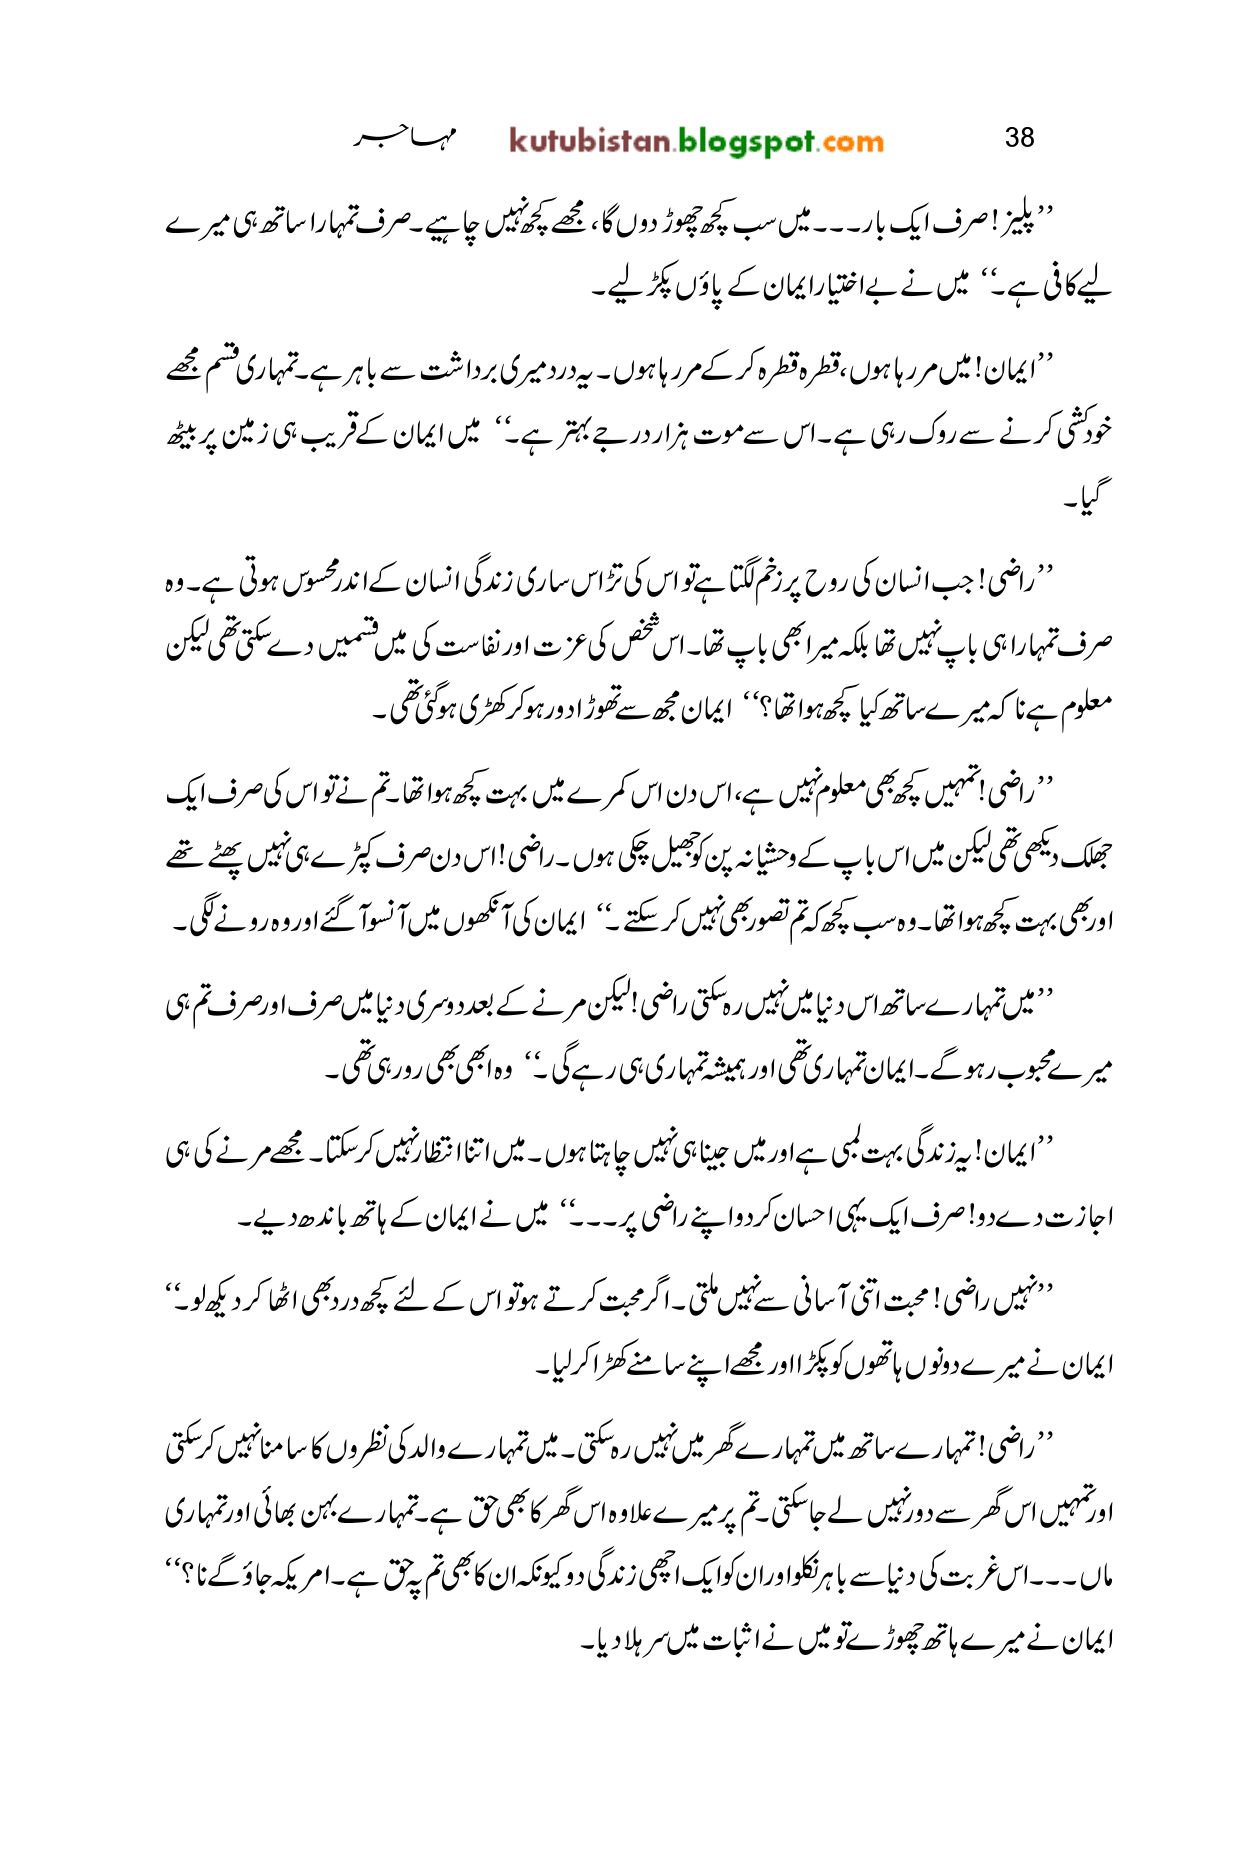 38 kutubistan.blogspot.com مہاجر
’’پلیز! صرف ایک بار۔۔۔ میں سب کچھ چھوڑ دوں گا، مجھے کچھ نہیں چاہیے۔ صرف تمہارا ساتھ ہی میرے
لیے کافی ہے۔‘‘ میں نے بے اختیار ایمان کے پاؤں پکڑ لیے۔
’’ایمان! میں مر رہا ہوں، قطرہ قطرہ کر کے مر رہا ہوں۔ یہ درد میری برداشت سے باہر ہے۔ تمہاری قسم مجھے
خودکشی کرنے سے روک رہی ہے۔ اس سے موت ہزار درجے بہتر ہے۔‘‘ میں ایمان کے قریب ہی زمین پر بیٹھ
گیا۔
’’راضی! جب انسان کی روح پر زخم لگتا ہے تو اس کی تڑاس ساری زندگی انسان کے اندر محسوس ہوتی ہے۔ وہ
صرف تمہارا ہی باپ نہیں تھا بلکہ میرا بھی باپ تھا۔ اس شخص کی عزت اور نفاست کی میں قسمیں دے سکتی تھی لیکن
معلوم ہے نا کہ میرے ساتھ کیا کچھ ہوا تھا؟‘‘ ایمان مجھ سے تھوڑا دور ہو کر کھڑی ہو گئی تھی۔
’’راضی! تمہیں کچھ بھی معلوم نہیں ہے، اس دن اس کمرے میں بہت کچھ ہوا تھا۔ تم نے تو اس کی صرف ایک
جھلک دیکھی تھی لیکن میں اس باپ کے وحشیانہ پن کو جھیل چکی ہوں۔ راضی! اس دن صرف کپڑے ہی نہیں پھٹے تھے
اور بھی بہت کچھ ہوا تھا۔ وہ سب کچھ کہ تم تصور بھی نہیں کر سکتے۔‘‘ ایمان کی آنکھوں میں آنسو آ گئے اور وہ رونے لگی۔
’’میں تمہارے ساتھ اس دنیا میں نہیں رہ سکتی راضی! لیکن مرنے کے بعد دوسری دنیا میں صرف اور صرف تم ہی
میرے محبوب رہو گے۔ ایمان تمہاری تھی اور ہمیشہ تمہاری ہی رہے گی۔‘‘ وہ ابھی بھی رو رہی تھی۔
’’ایمان! یہ زندگی بہت لمبی ہے اور میں جینا ہی نہیں چاہتا ہوں۔ میں اتنا انتظار نہیں کر سکتا۔ مجھے مرنے کی ہی
اجازت دے دو! صرف ایک یہی احسان کر دو اپنے راضی پر۔۔۔‘‘ میں نے ایمان کے ہاتھ باندھ دیے۔
’’نہیں راضی! محبت اتنی آسانی سے نہیں ملتی۔ اگر محبت کرتے ہو تو اس کے لئے کچھ درد بھی اٹھا کر دیکھ لو۔‘‘
ایمان نے میرے دونوں ہاتھوں کو پکڑا اور مجھے اپنے سامنے کھڑا کر لیا۔
’’راضی! تمہارے ساتھ میں تمہارے گھر میں نہیں رہ سکتی۔ میں تمہارے والد کی نظروں کا سامنا نہیں کر سکتی
اور تمہیں اس گھر سے دور نہیں لے جا سکتی۔ تم پر میرے علاوہ اس گھر کا بھی حق ہے۔ تمہارے بہن بھائی اور تمہاری
ماں۔۔۔ اس غربت کی دنیا سے باہر نکلو اور ان کو ایک اچھی زندگی دو کیونکہ ان کا بھی تم پہ حق ہے۔ امریکہ جاؤ گے نا؟‘‘
ایمان نے میرے ہاتھ چھوڑے تو میں نے اثبات میں سر ہلا دیا۔